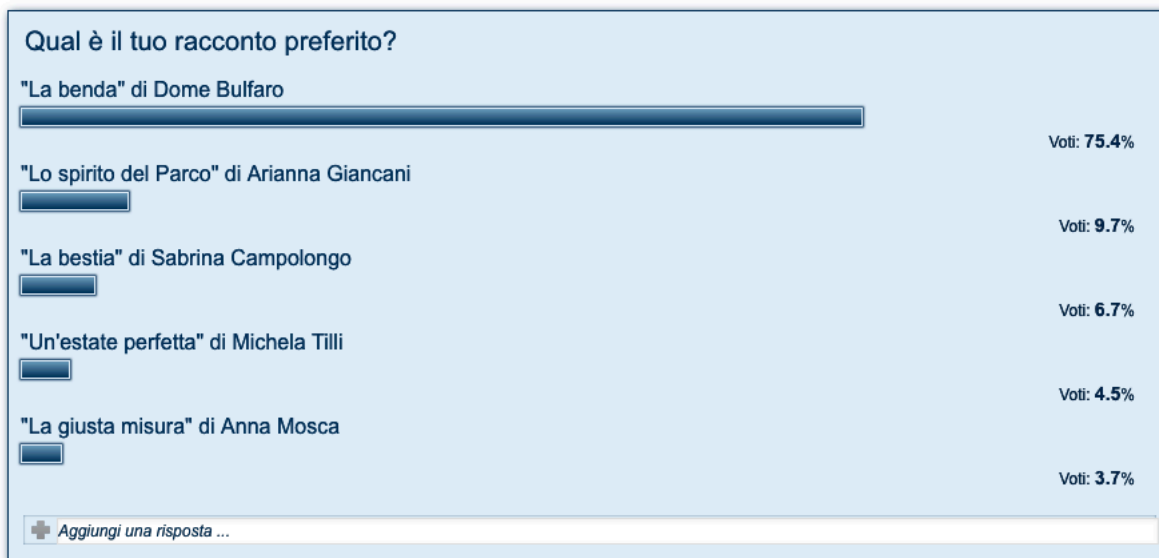 Qual è il tuo racconto preferito?
"La benda" di Dome Bulfaro
Voti: 75.4%
"Lo spirito del Parco" di Arianna Giancani
Voti: 9.7%
"La bestia" di Sabrina Campolongo
Voti: 6.7%
"Un'estate perfetta" di Michela Tilli
Voti: 4.5%
"La giusta misura" di Anna Mosca
Voti: 3.7%
Aggiungi una risposta ...